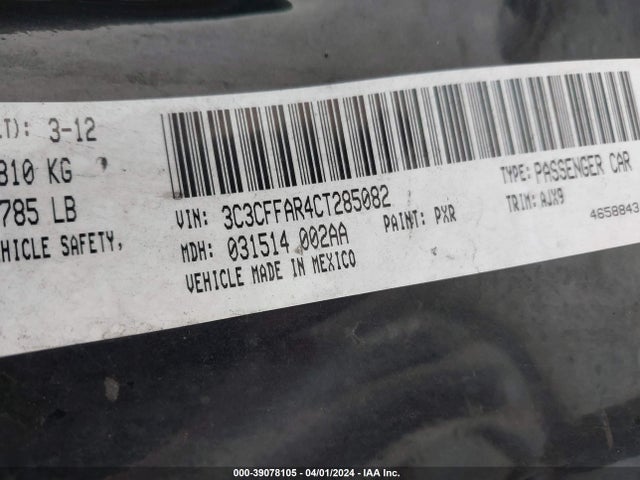 LT): 3-12
810 KG
785 LB
HICLE SAFETY,
VIN: 3C3CFFAR4CT285082
MDH: 031514 002AA
VEHICLE MADE IN MEXICO
PAINT: PXR
TYPE: PASSENGER CAR
TRIM: AJX9
4658843
000-39078105 - 04/01/2024 - IAA Inc.